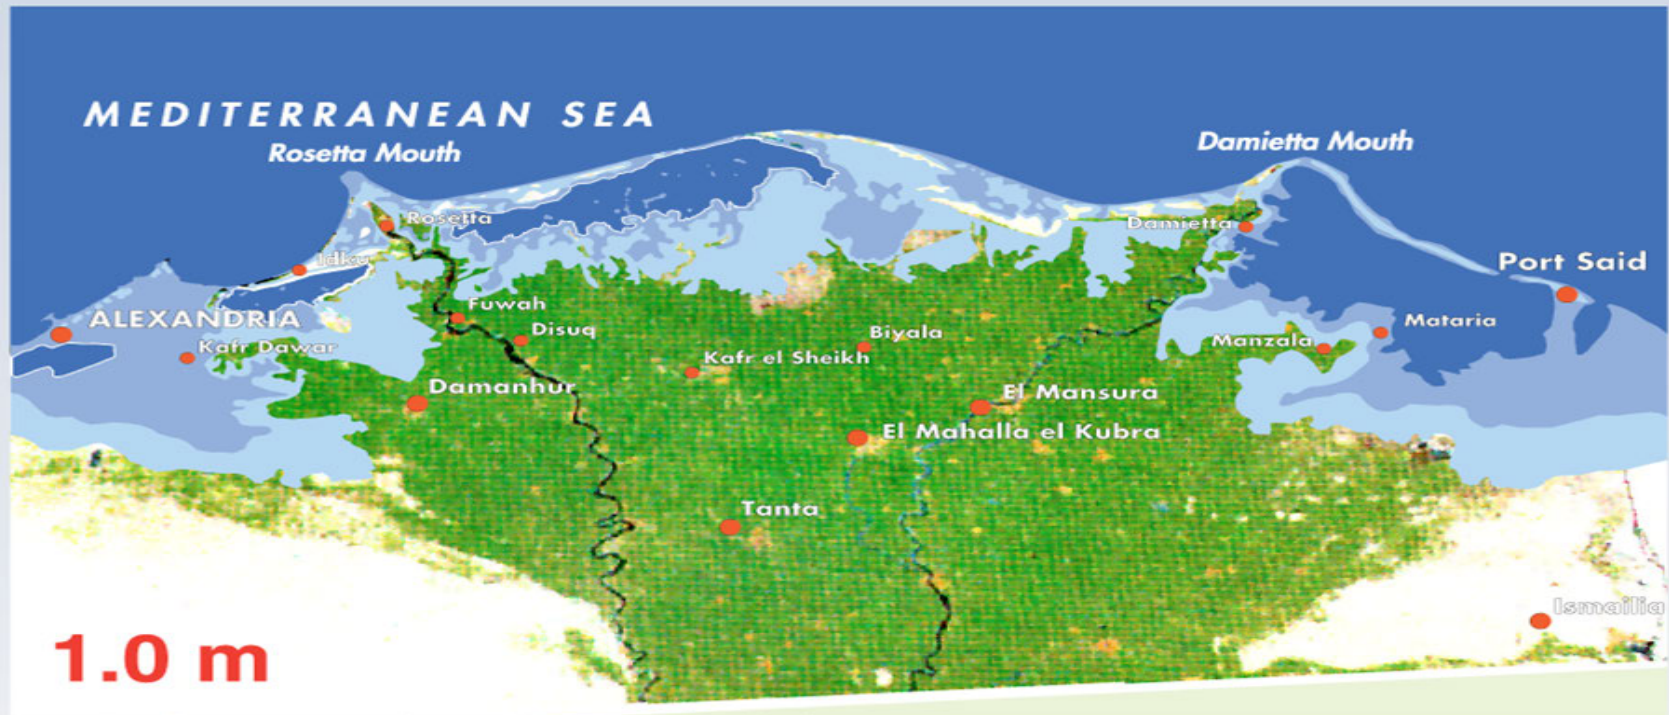 MEDITERRANEAN SEA
Rosetta Mouth
Damietta Mouth
Rosetta
Damietta
Idku
Port Said
Fuwah
ALEXANDRIA
Disuq
Biyala
Mataria
Kafr Dawar
Kafr el Sheikh
Manzala
Damanhur
El Mansura
El Mahalla el Kubra
Tanta
Ismailia
1.0 m